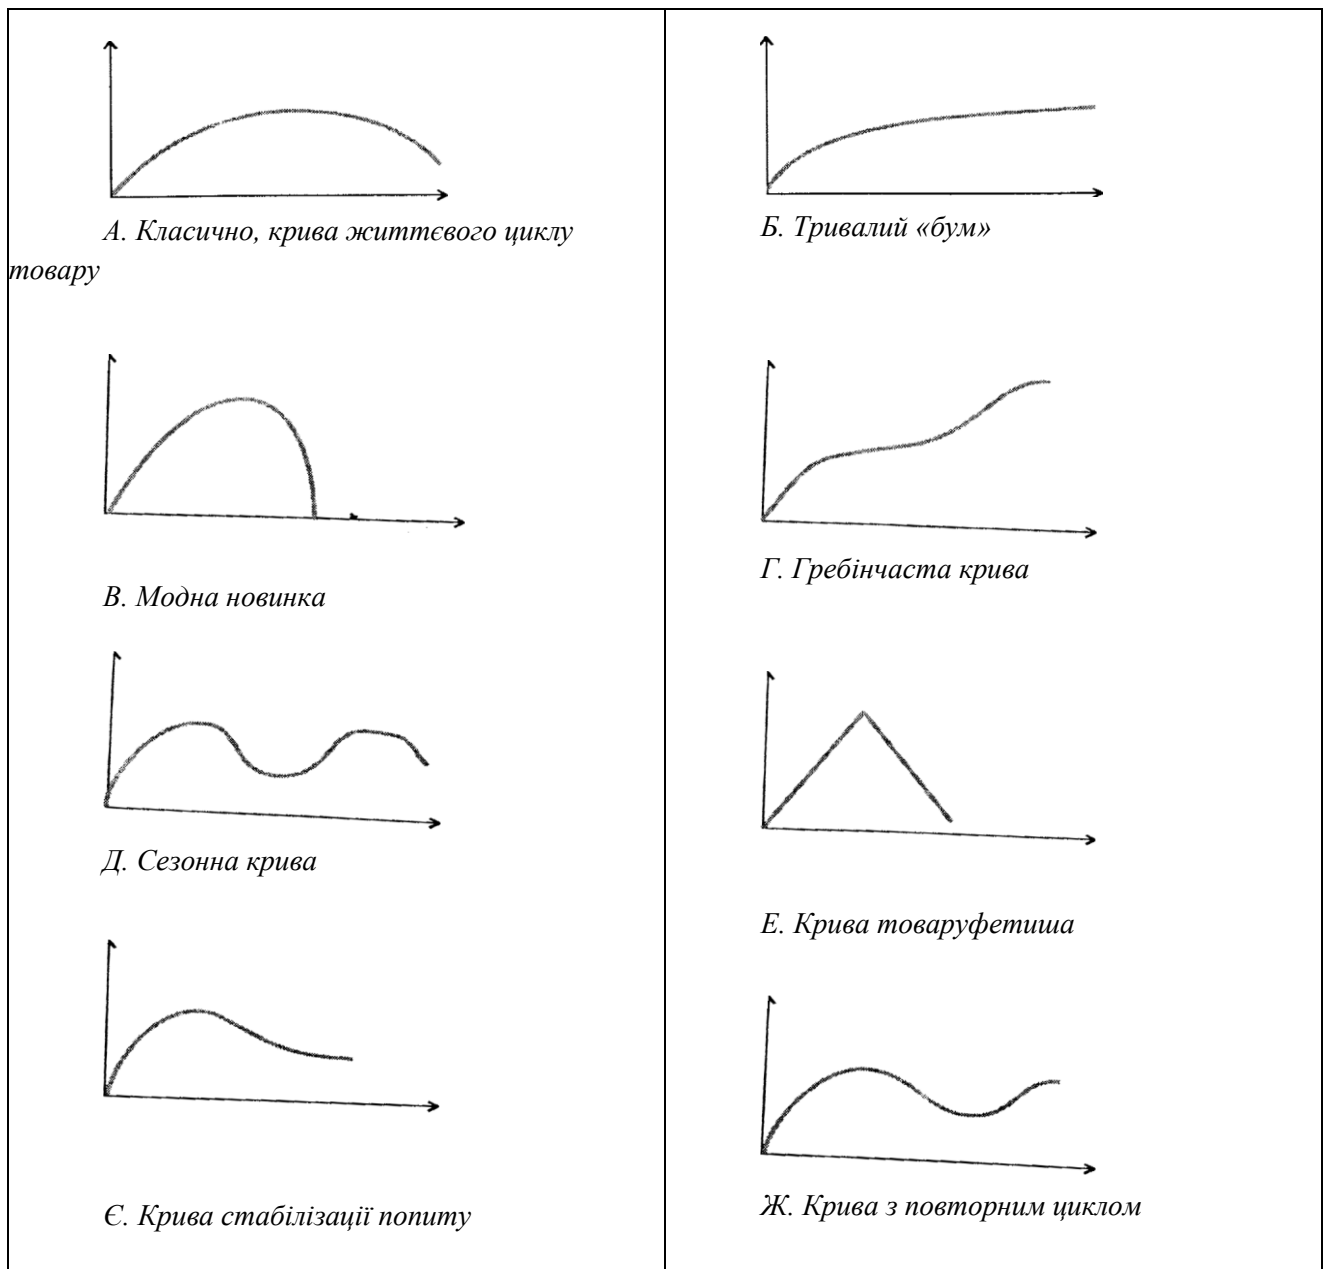 А. Класично, крива життєвого циклу
товару
Б. Тривалий «бум»
В. Модна новинка
Г. Гребінчаста крива
Д. Сезонна крива
Е. Крива товаруфетиша
Є. Крива стабілізації попиту
Ж. Крива з повторним циклом